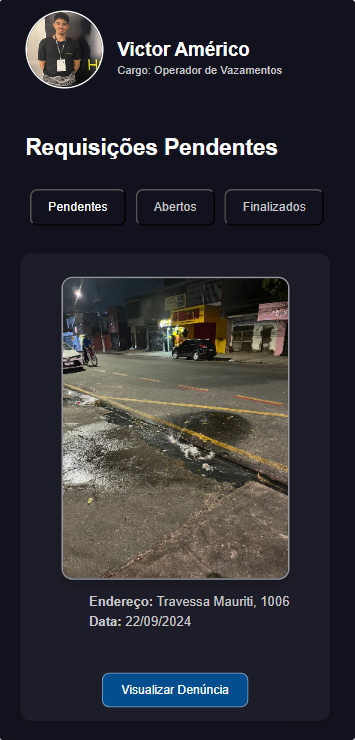 Victor Américo
Cargo: Operador de Vazamentos
Requisições Pendentes
Pendentes
Abertos
Finalizados
Endereço: Travessa Mauriti, 1006
Data: 22/09/2024
Visualizar Denúncia